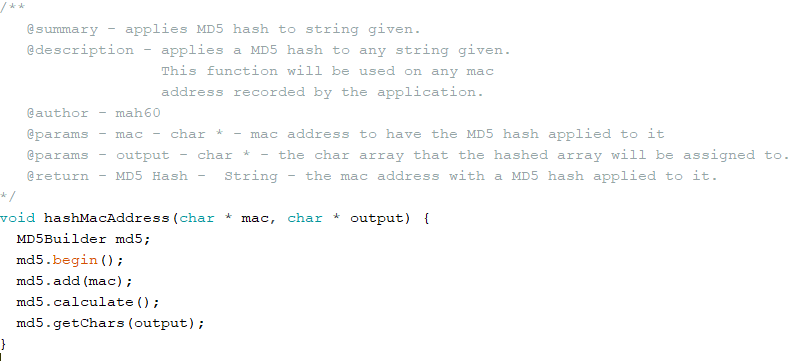 /**
   @summary - applies MD5 hash to string given.
   @description - applies a MD5 hash to any string given.
                  This function will be used on any mac
                  address recorded by the application.
   @author - mah60
   @params - mac - char * - mac address to have the MD5 hash applied to it
   @params - output - char * - the char array that the hashed array will be assigned to.
   @return - MD5 Hash -  String - the mac address with a MD5 hash applied to it.
*/
void hashMacAddress(char * mac, char * output) {
  MD5Builder md5;
  md5.begin();
  md5.add(mac);
  md5.calculate();
  md5.getChars(output);
}